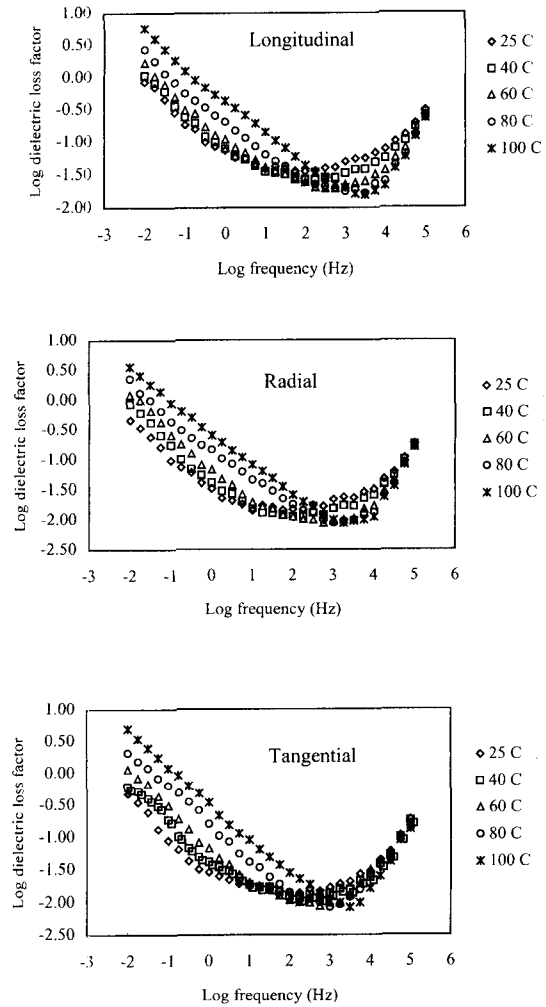 1.00
Longitudinal
0.50
0.00
-0.50
-1.00
-1.50
-2.00
Log dielectric loss factor
◇ 25 C
□ 40 C
△ 60 C
○ 80 C
ж 100 C
-3 -2 -1 0 1 2 3 4 5 6
Log frequency (Hz)
1.00
Radial
0.50
0.00
-0.50
-1.00
-1.50
-2.00
-2.50
Log dielectric loss factor
◇ 25 C
□ 40 C
△ 60 C
○ 80 C
ж 100 C
-3 -2 -1 0 1 2 3 4 5 6
Log frequency (Hz)
1.00
Tangential
0.50
0.00
-0.50
-1.00
-1.50
-2.00
-2.50
Log dielectric loss factor
◇ 25 C
□ 40 C
△ 60 C
○ 80 C
ж 100 C
-3 -2 -1 0 1 2 3 4 5 6
Log frequency (Hz)